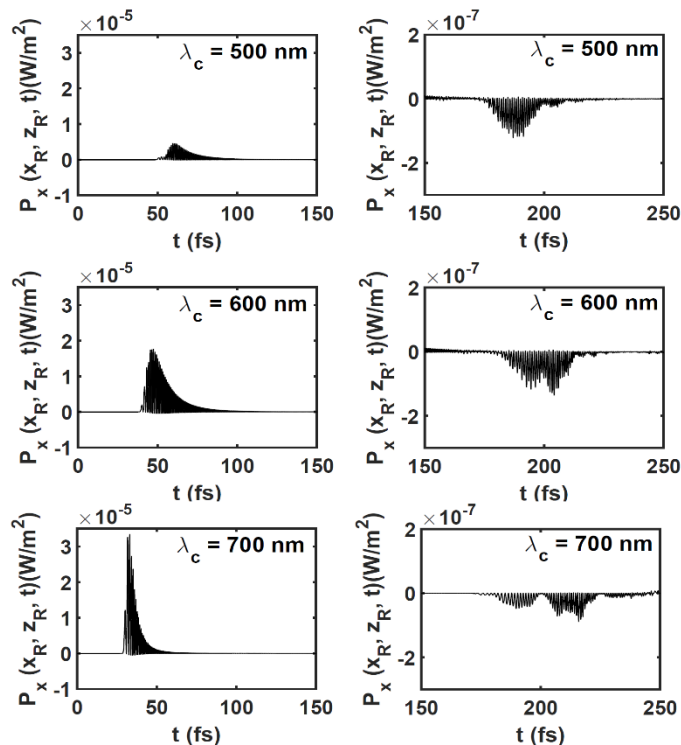 × 10⁻⁵
λc = 500 nm
Px (xR, zR, t)(W/m²)
3
2
1
0
-1
0 50 100 150
t (fs)
× 10⁻⁷
λc = 500 nm
Px (xR, zR, t)(W/m²)
2
0
-2
150 200 250
t (fs)
× 10⁻⁵
λc = 600 nm
Px (xR, zR, t)(W/m²)
3
2
1
0
-1
0 50 100 150
t (fs)
× 10⁻⁷
λc = 600 nm
Px (xR, zR, t)(W/m²)
2
0
-2
150 200 250
t (fs)
× 10⁻⁵
λc = 700 nm
Px (xR, zR, t)(W/m²)
3
2
1
0
-1
0 50 100 150
t (fs)
× 10⁻⁷
λc = 700 nm
Px (xR, zR, t)(W/m²)
2
0
-2
150 200 250
t (fs)